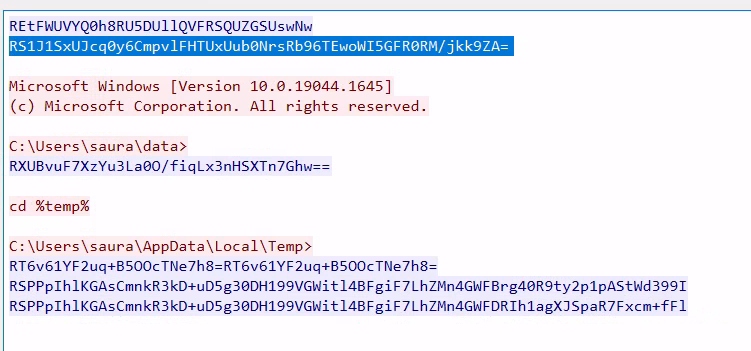 REtFWUVYQ0h8RU5DUllQVFRSQUZGSUswNw
RS1J1SxUJcq0y6CmpvlFHTUxUub0NrsRb96TEwoWI5GFR0RM/jkk9ZA=
Microsoft Windows [Version 10.0.19044.1645]
(c) Microsoft Corporation. All rights reserved.
C:\Users\saura\data>
RXUBvuF7XzYu3La0O/fiqLx3nHSXTn7Ghw==
cd %temp%
C:\Users\saura\AppData\Local\Temp>
RT6v61YF2uq+B5OOcTNe7h8=RT6v61YF2uq+B5OOcTNe7h8=
RSPPpIhlKGAsCmnkR3kD+uD5g30DH199VGWitl4BFgiF7LhZMn4GWFBrg40R9ty2p1pAStWd399I
RSPPpIhlKGAsCmnkR3kD+uD5g30DH199VGWitl4BFgiF7LhZMn4GWFDRIh1agXJSpaR7Fxcm+fFl